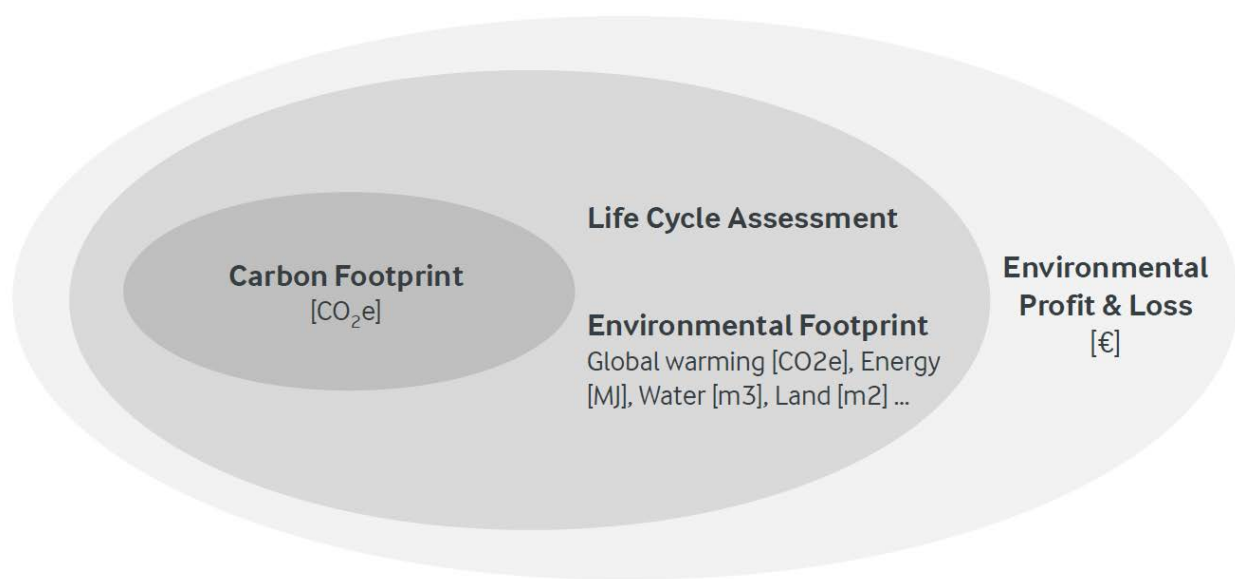 Life Cycle Assessment
Carbon Footprint
[CO₂e]
Environmental Footprint
Global warming [CO2e], Energy
[MJ], Water [m3], Land [m2] ...
Environmental
Profit & Loss
[€]